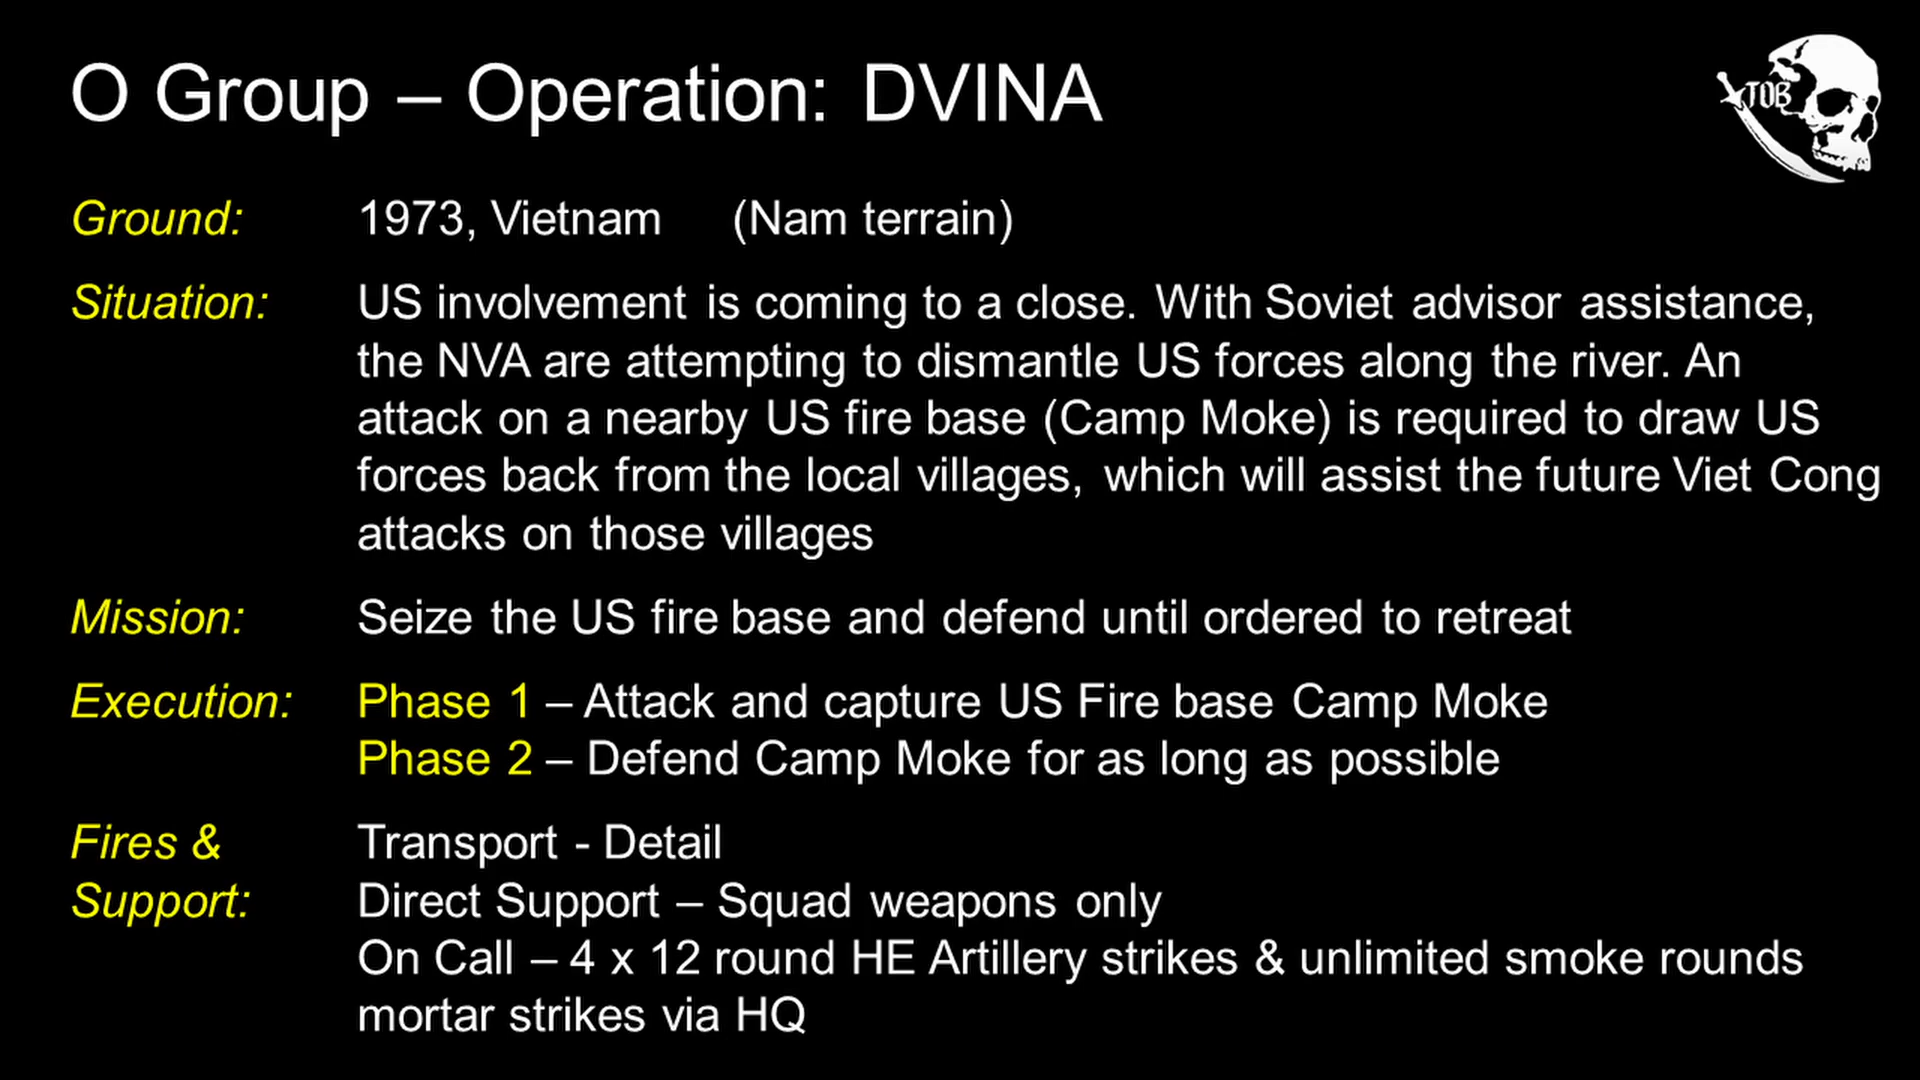 O Group – Operation: DVINA
TOB
Ground: 1973, Vietnam (Nam terrain)
Situation: US involvement is coming to a close. With Soviet advisor assistance,
the NVA are attempting to dismantle US forces along the river. An
attack on a nearby US fire base (Camp Moke) is required to draw US
forces back from the local villages, which will assist the future Viet Cong
attacks on those villages
Mission: Seize the US fire base and defend until ordered to retreat
Execution: Phase 1 – Attack and capture US Fire base Camp Moke
Phase 2 – Defend Camp Moke for as long as possible
Fires & Transport - Detail
Support: Direct Support – Squad weapons only
On Call – 4 x 12 round HE Artillery strikes & unlimited smoke rounds
mortar strikes via HQ